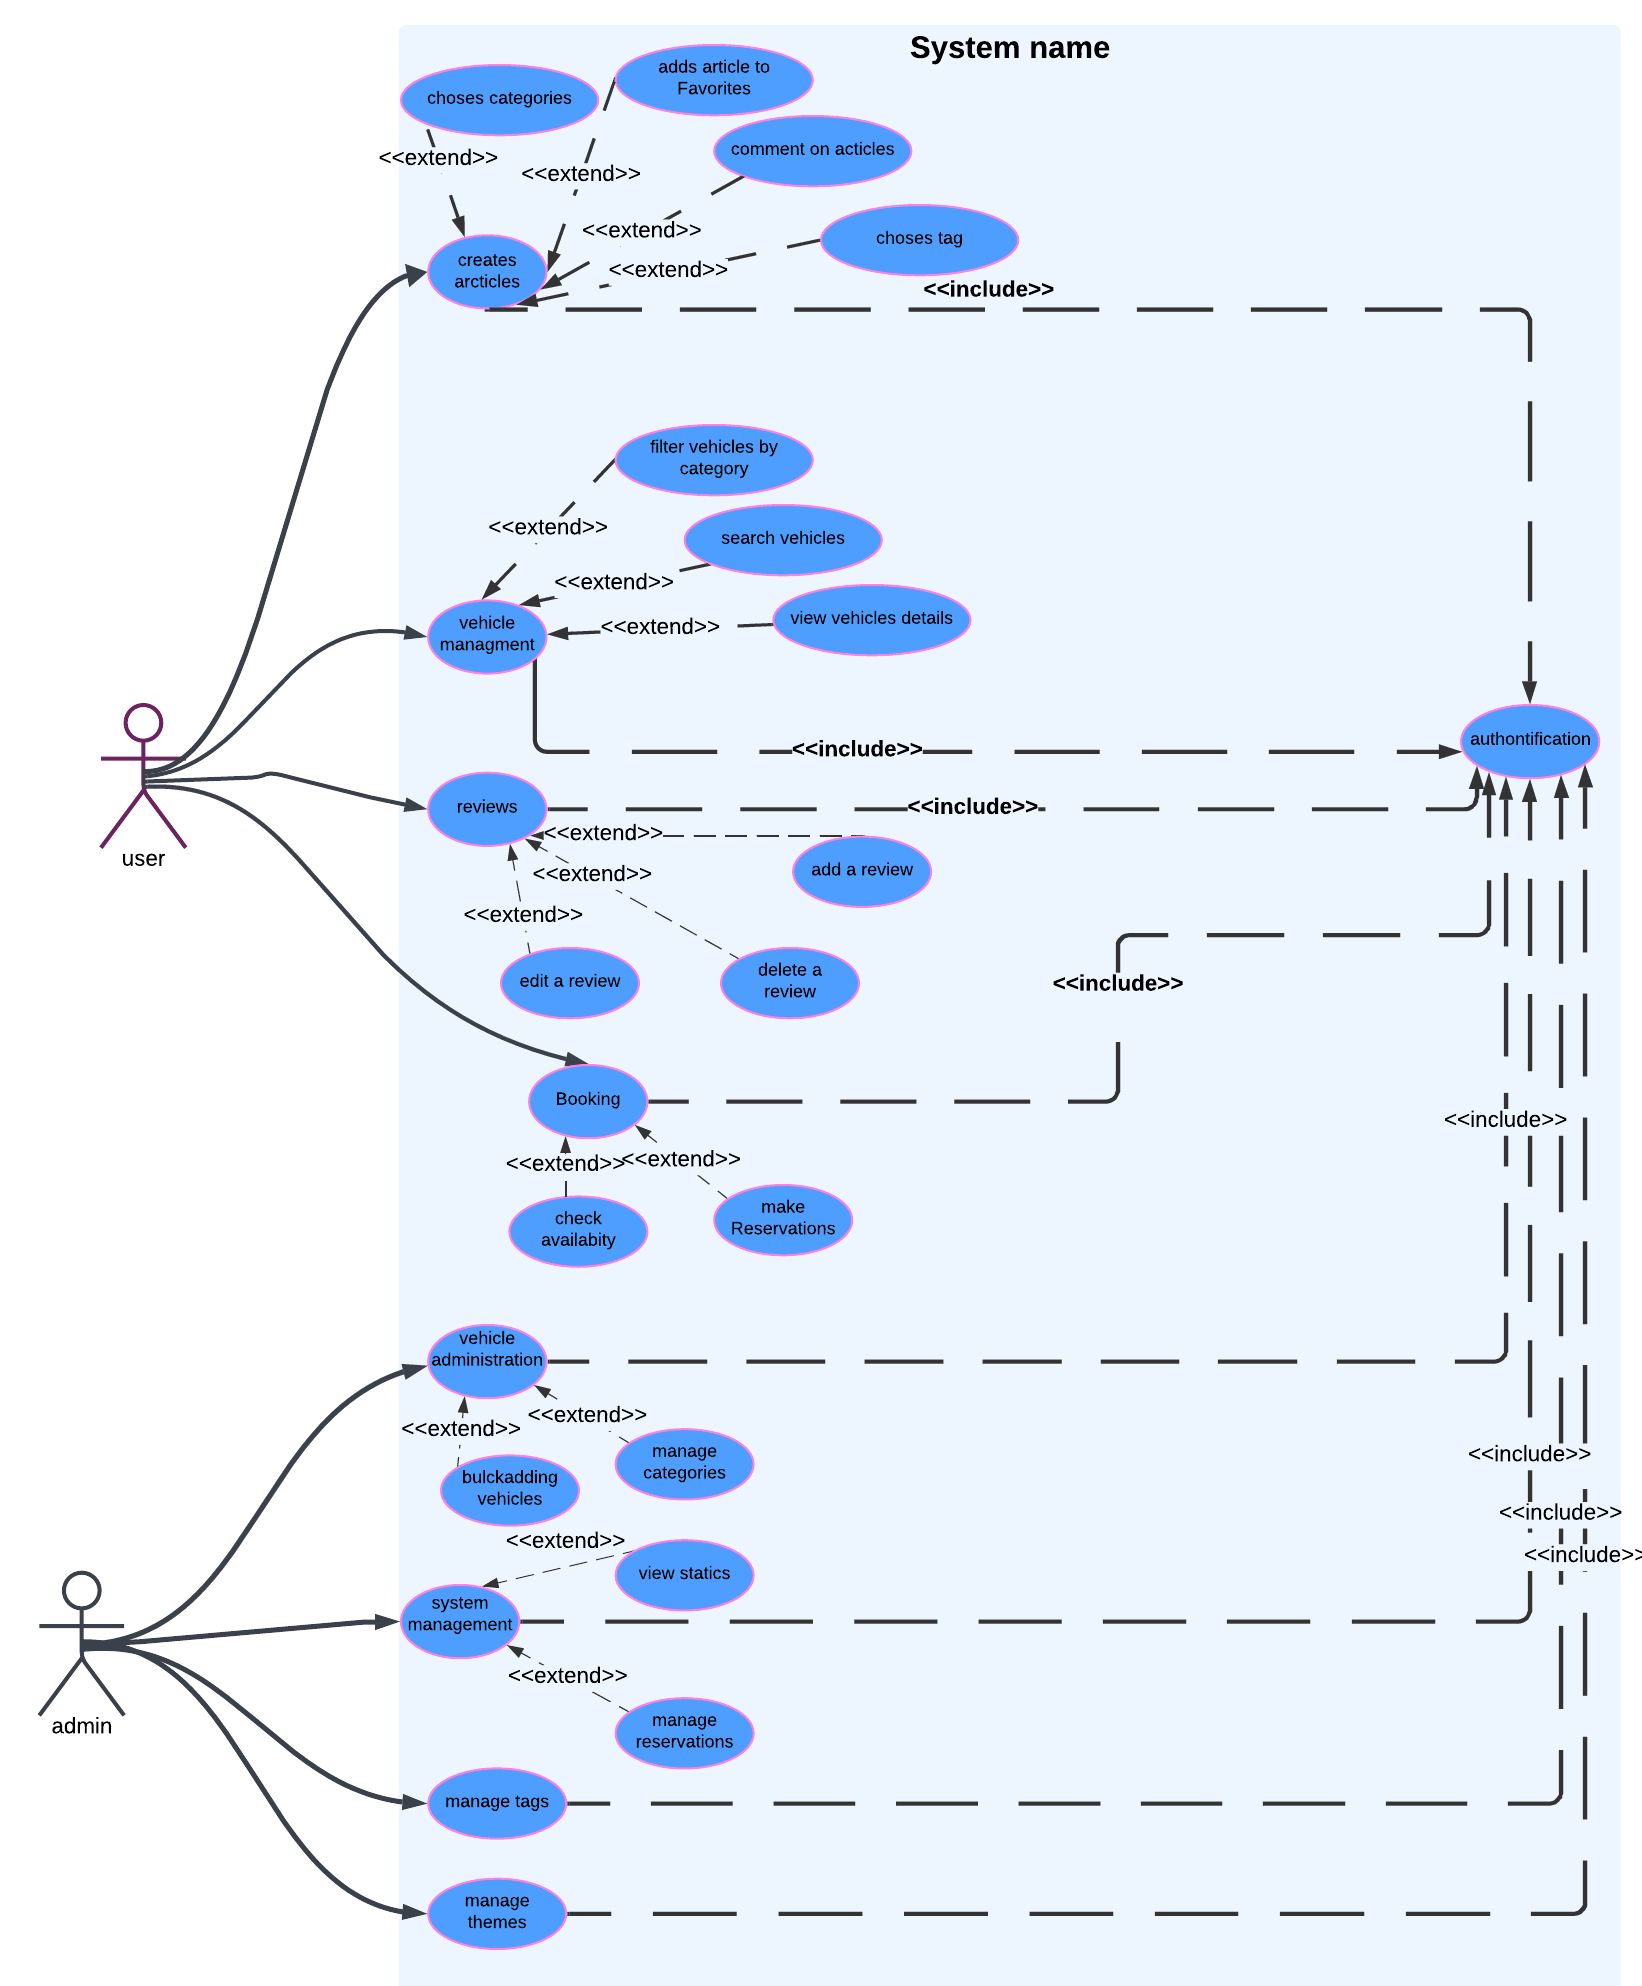 System name
adds article to
Favorites
choses categories
comment on acticles
<<extend>>
<<extend>>
<<extend>>
choses tag
creates
arcticles
<<extend>>
<<include>>
filter vehicles by
category
<<extend>>
search vehicles
<<extend>>
view vehicles details
vehicle
managment
<<extend>>
authontification
<<include>>
reviews
<<include>>
<<extend>>
user
add a review
<<extend>>
<<extend>>
edit a review
delete a
review
<<include>>
Booking
<<include>>
<<extend>>
<<extend>>
check
availabity
make
Reservations
vehicle
administration
<<extend>>
<<extend>>
manage
categories
<<include>>
bulckadding
vehicles
<<include>>
<<extend>>
<<include>>
view statics
system
management
<<extend>>
admin
manage
reservations
manage tags
manage
themes